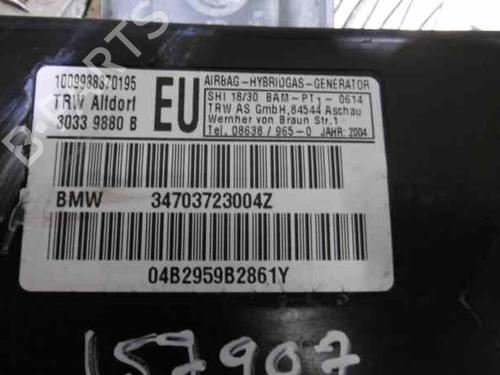 1009938370195
TRW Alfdorf
3033 9880 B
EU
AIRBAG-HYBRIDGAS-GENERATOR
SHI 18/30 BAM-PT1-0614
TRW AS GmbH,84544 Aschau
Wernher von Braun Str.1
Tel. 08638 / 965-0 JAHR: 2004
BMW 34703723004Z
04B2959B2861Y
157907